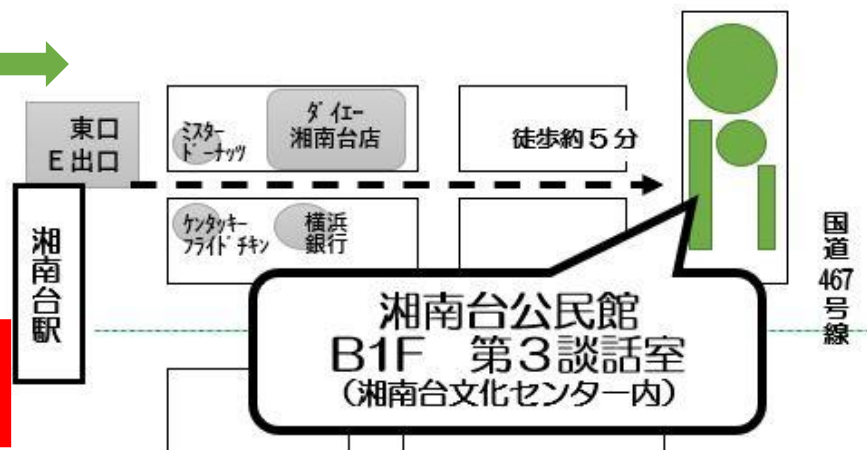 東口
E出口
ミスター
ドーナッツ
ダイエー
湘南台店
徒歩約5分
ケンタッキー
フライドチキン
横浜
銀行
湘南台駅
湘南台公民館
B1F 第3談話室
(湘南台文化センター内)
国道467号線